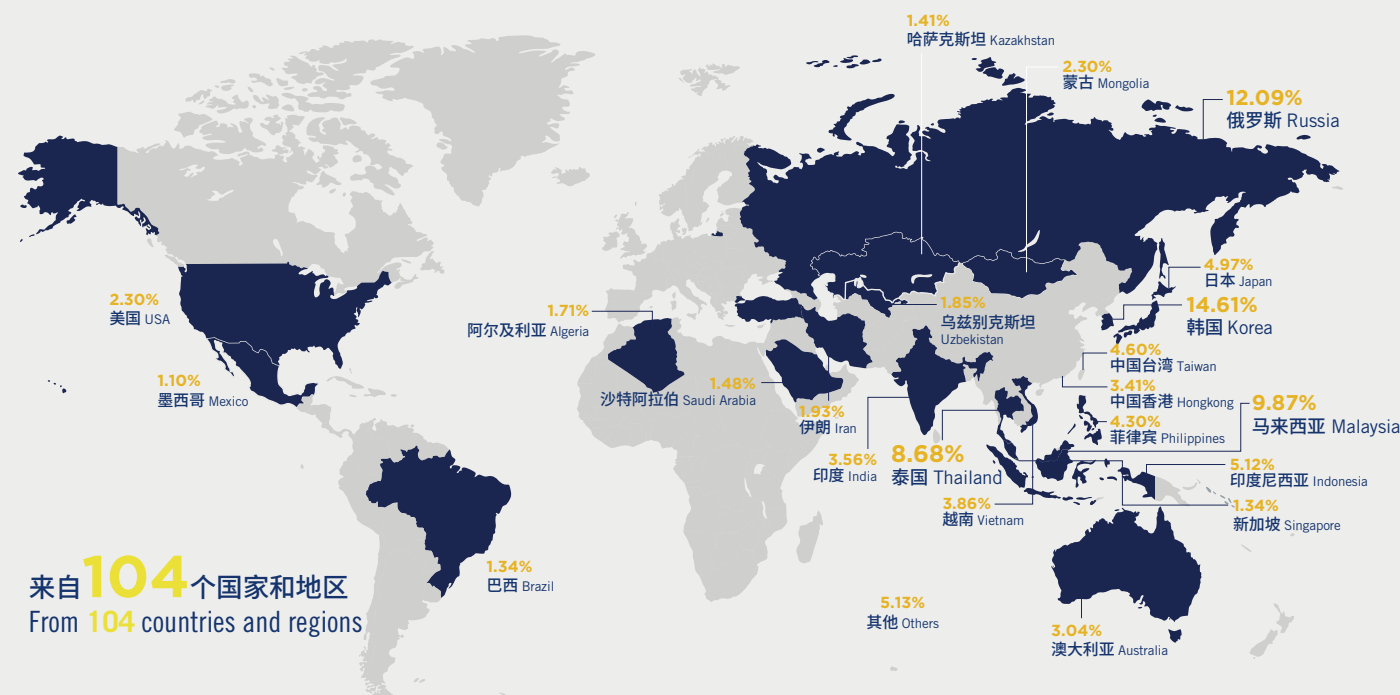 1.41%
哈萨克斯坦 Kazakhstan
2.30%
蒙古 Mongolia
12.09%
俄罗斯 Russia
4.97%
日本 Japan
14.61%
韩国 Korea
2.30%
美国 USA
1.71%
阿尔及利亚 Algeria
1.85%
乌兹别克斯坦
Uzbekistan
4.60%
中国台湾 Taiwan
1.10%
墨西哥 Mexico
1.48%
沙特阿拉伯 Saudi Arabia
3.41%
中国香港 Hongkong
9.87%
马来西亚 Malaysia
1.93%
伊朗 Iran
4.30%
菲律宾 Philippines
3.56%
印度 India
8.68%
泰国 Thailand
5.12%
印度尼西亚 Indonesia
3.86%
越南 Vietnam
1.34%
新加坡 Singapore
1.34%
巴西 Brazil
来自104个国家和地区
From 104 countries and regions
5.13%
其他 Others
3.04%
澳大利亚 Australia